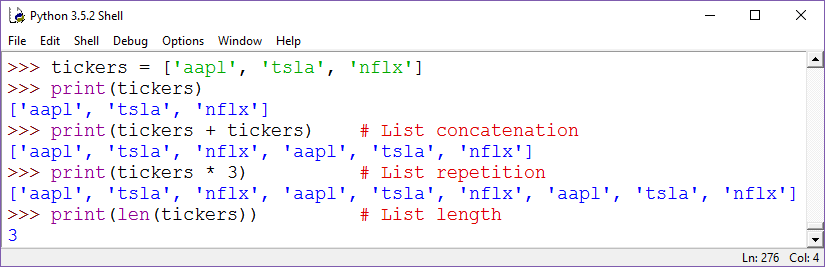 Python 3.5.2 Shell
File Edit Shell Debug Options Window Help
>>> tickers = ['aapl', 'tsla', 'nflx']
>>> print(tickers)
['aapl', 'tsla', 'nflx']
>>> print(tickers + tickers)    # List concatenation
['aapl', 'tsla', 'nflx', 'aapl', 'tsla', 'nflx']
>>> print(tickers * 3)          # List repetition
['aapl', 'tsla', 'nflx', 'aapl', 'tsla', 'nflx', 'aapl', 'tsla', 'nflx']
>>> print(len(tickers))         # List length
3
Ln: 276 Col: 4